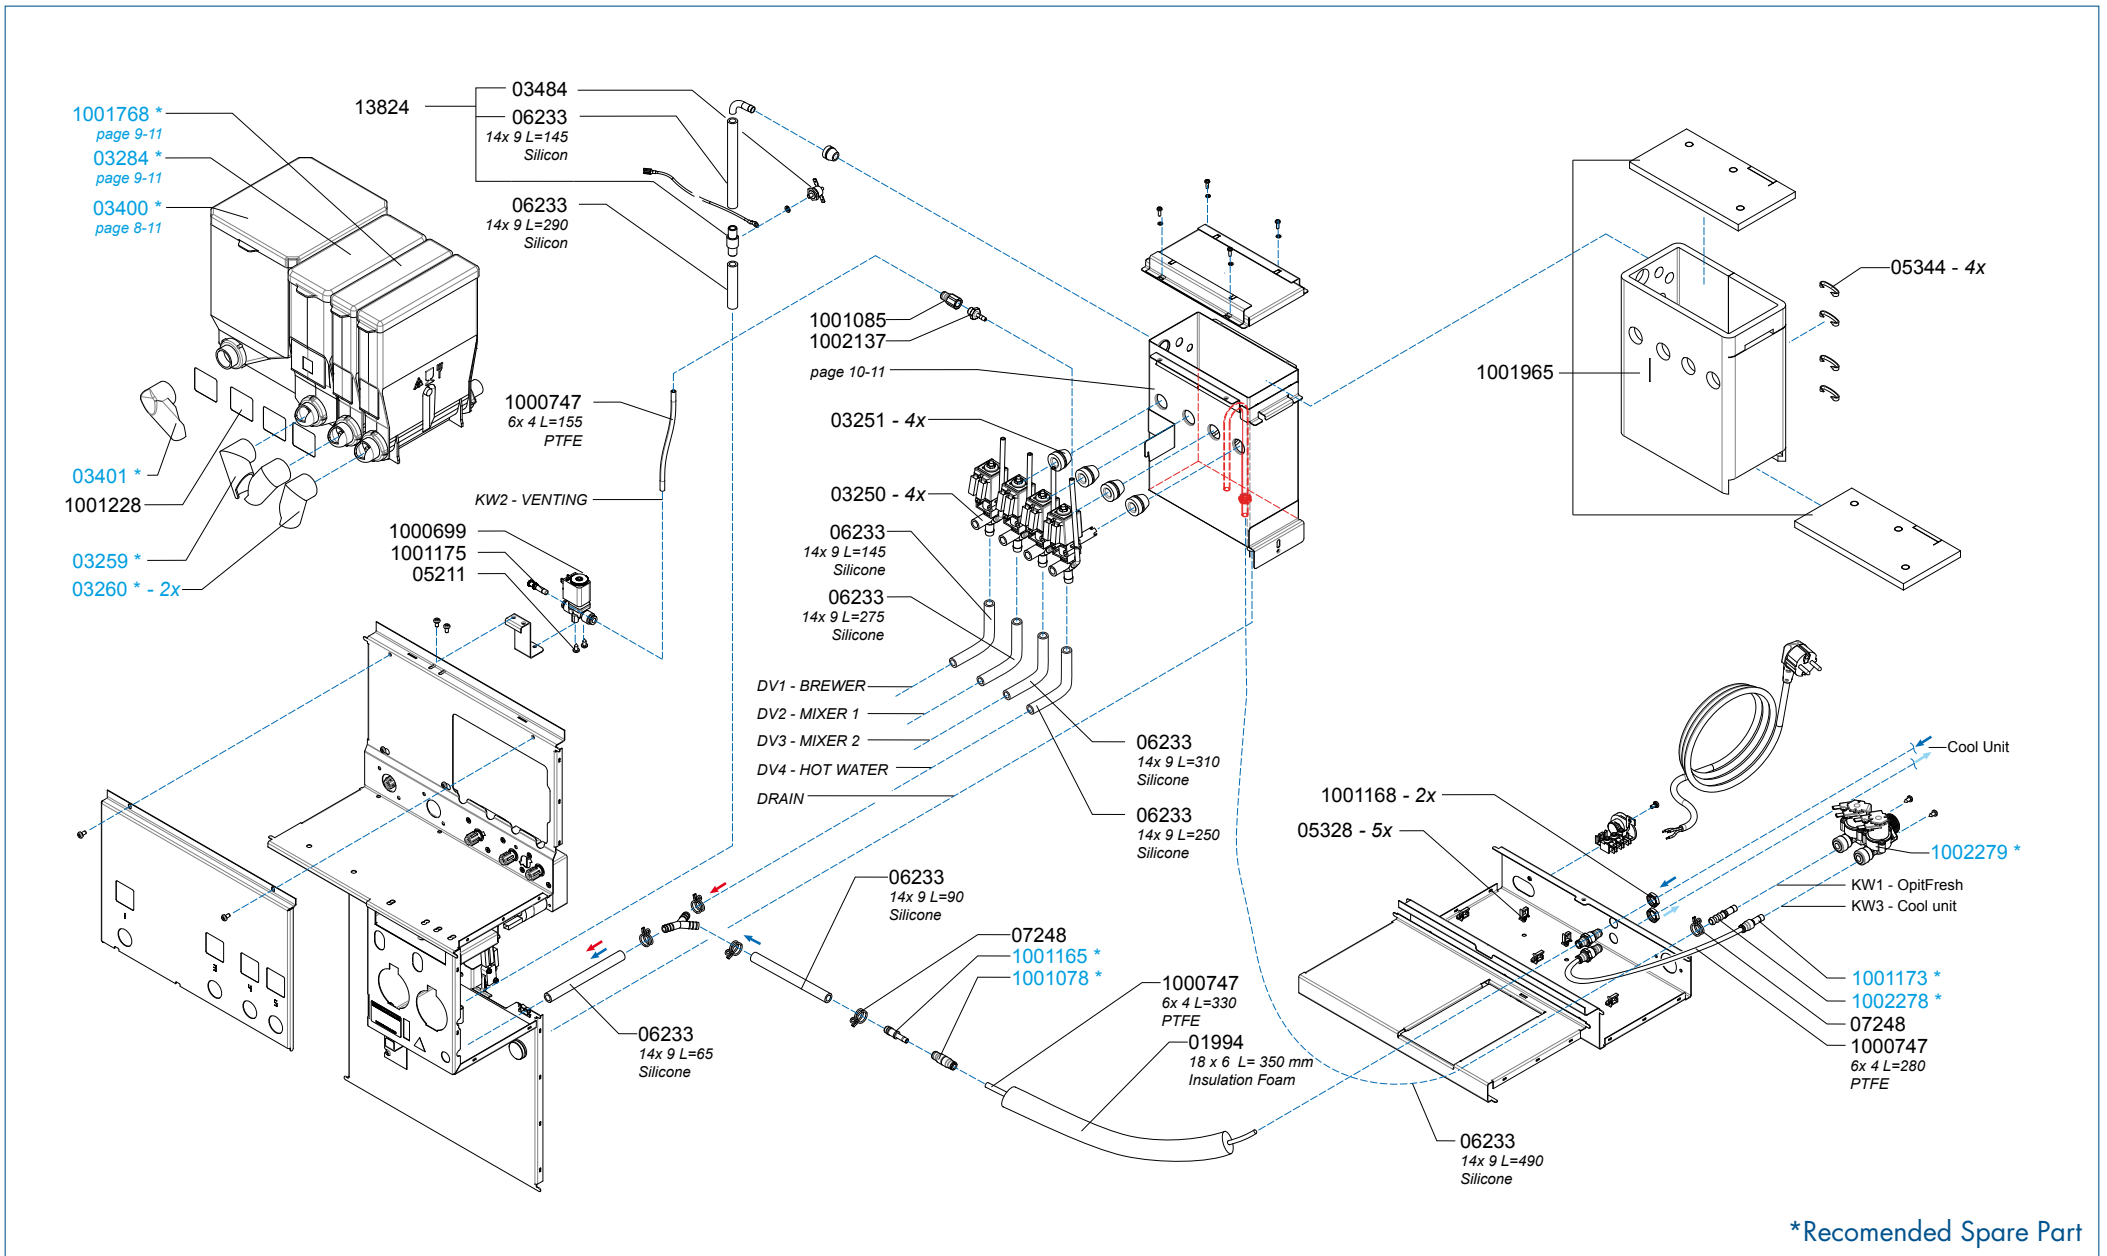 1001768 *
page 9-11
03284 *
page 9-11
03400 *
page 8-11
13824
03484
06233
14x 9 L=145
Silicon
06233
14x 9 L=290
Silicon
1001085
1002137
page 10-11
03251 - 4x
03250 - 4x
06233
14x 9 L=145
Silicone
06233
14x 9 L=275
Silicone
05344 - 4x
1001965
1000747
6x 4 L=155
PTFE
KW2 - VENTING
03401 *
1001228
03259 *
03260 * - 2x
1000699
1001175
05211
DV1 - BREWER
DV2 - MIXER 1
DV3 - MIXER 2
DV4 - HOT WATER
DRAIN
06233
14x 9 L=310
Silicone
06233
14x 9 L=250
Silicone
Cool Unit
1001168 - 2x
05328 - 5x
1002279 *
KW1 - OpitFresh
KW3 - Cool unit
1
3
4
5
06233
14x 9 L=90
Silicone
07248
1001165 *
1001078 *
1000747
6x 4 L=330
PTFE
01994
18 x 6 L= 350 mm
Insulation Foam
06233
14x 9 L=65
Silicone
1001173 *
1002278 *
07248
1000747
6x 4 L=280
PTFE
06233
14x 9 L=490
Silicone
*Recomended Spare Part